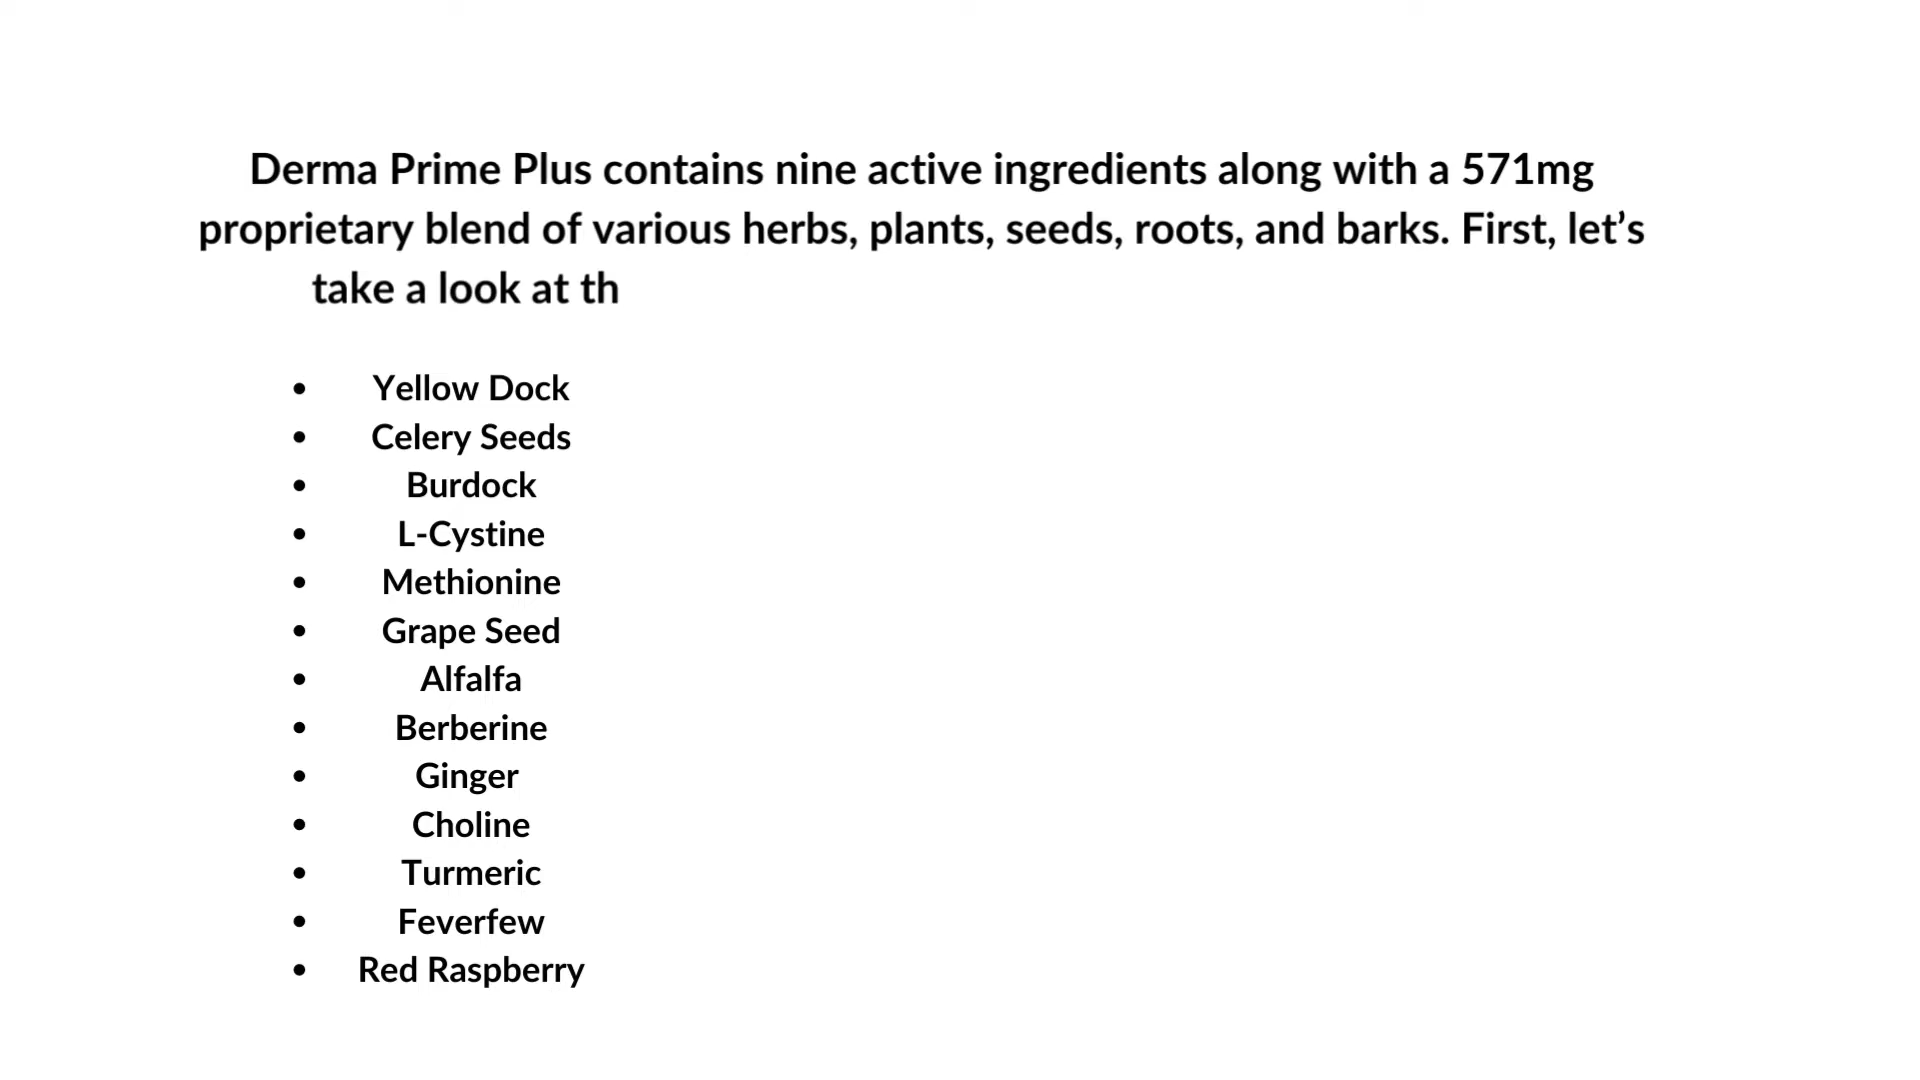 Derma Prime Plus contains nine active ingredients along with a 571mg
proprietary blend of various herbs, plants, seeds, roots, and barks. First, let’s
take a look at th
• Yellow Dock
• Celery Seeds
• Burdock
• L-Cystine
• Methionine
• Grape Seed
• Alfalfa
• Berberine
• Ginger
• Choline
• Turmeric
• Feverfew
• Red Raspberry